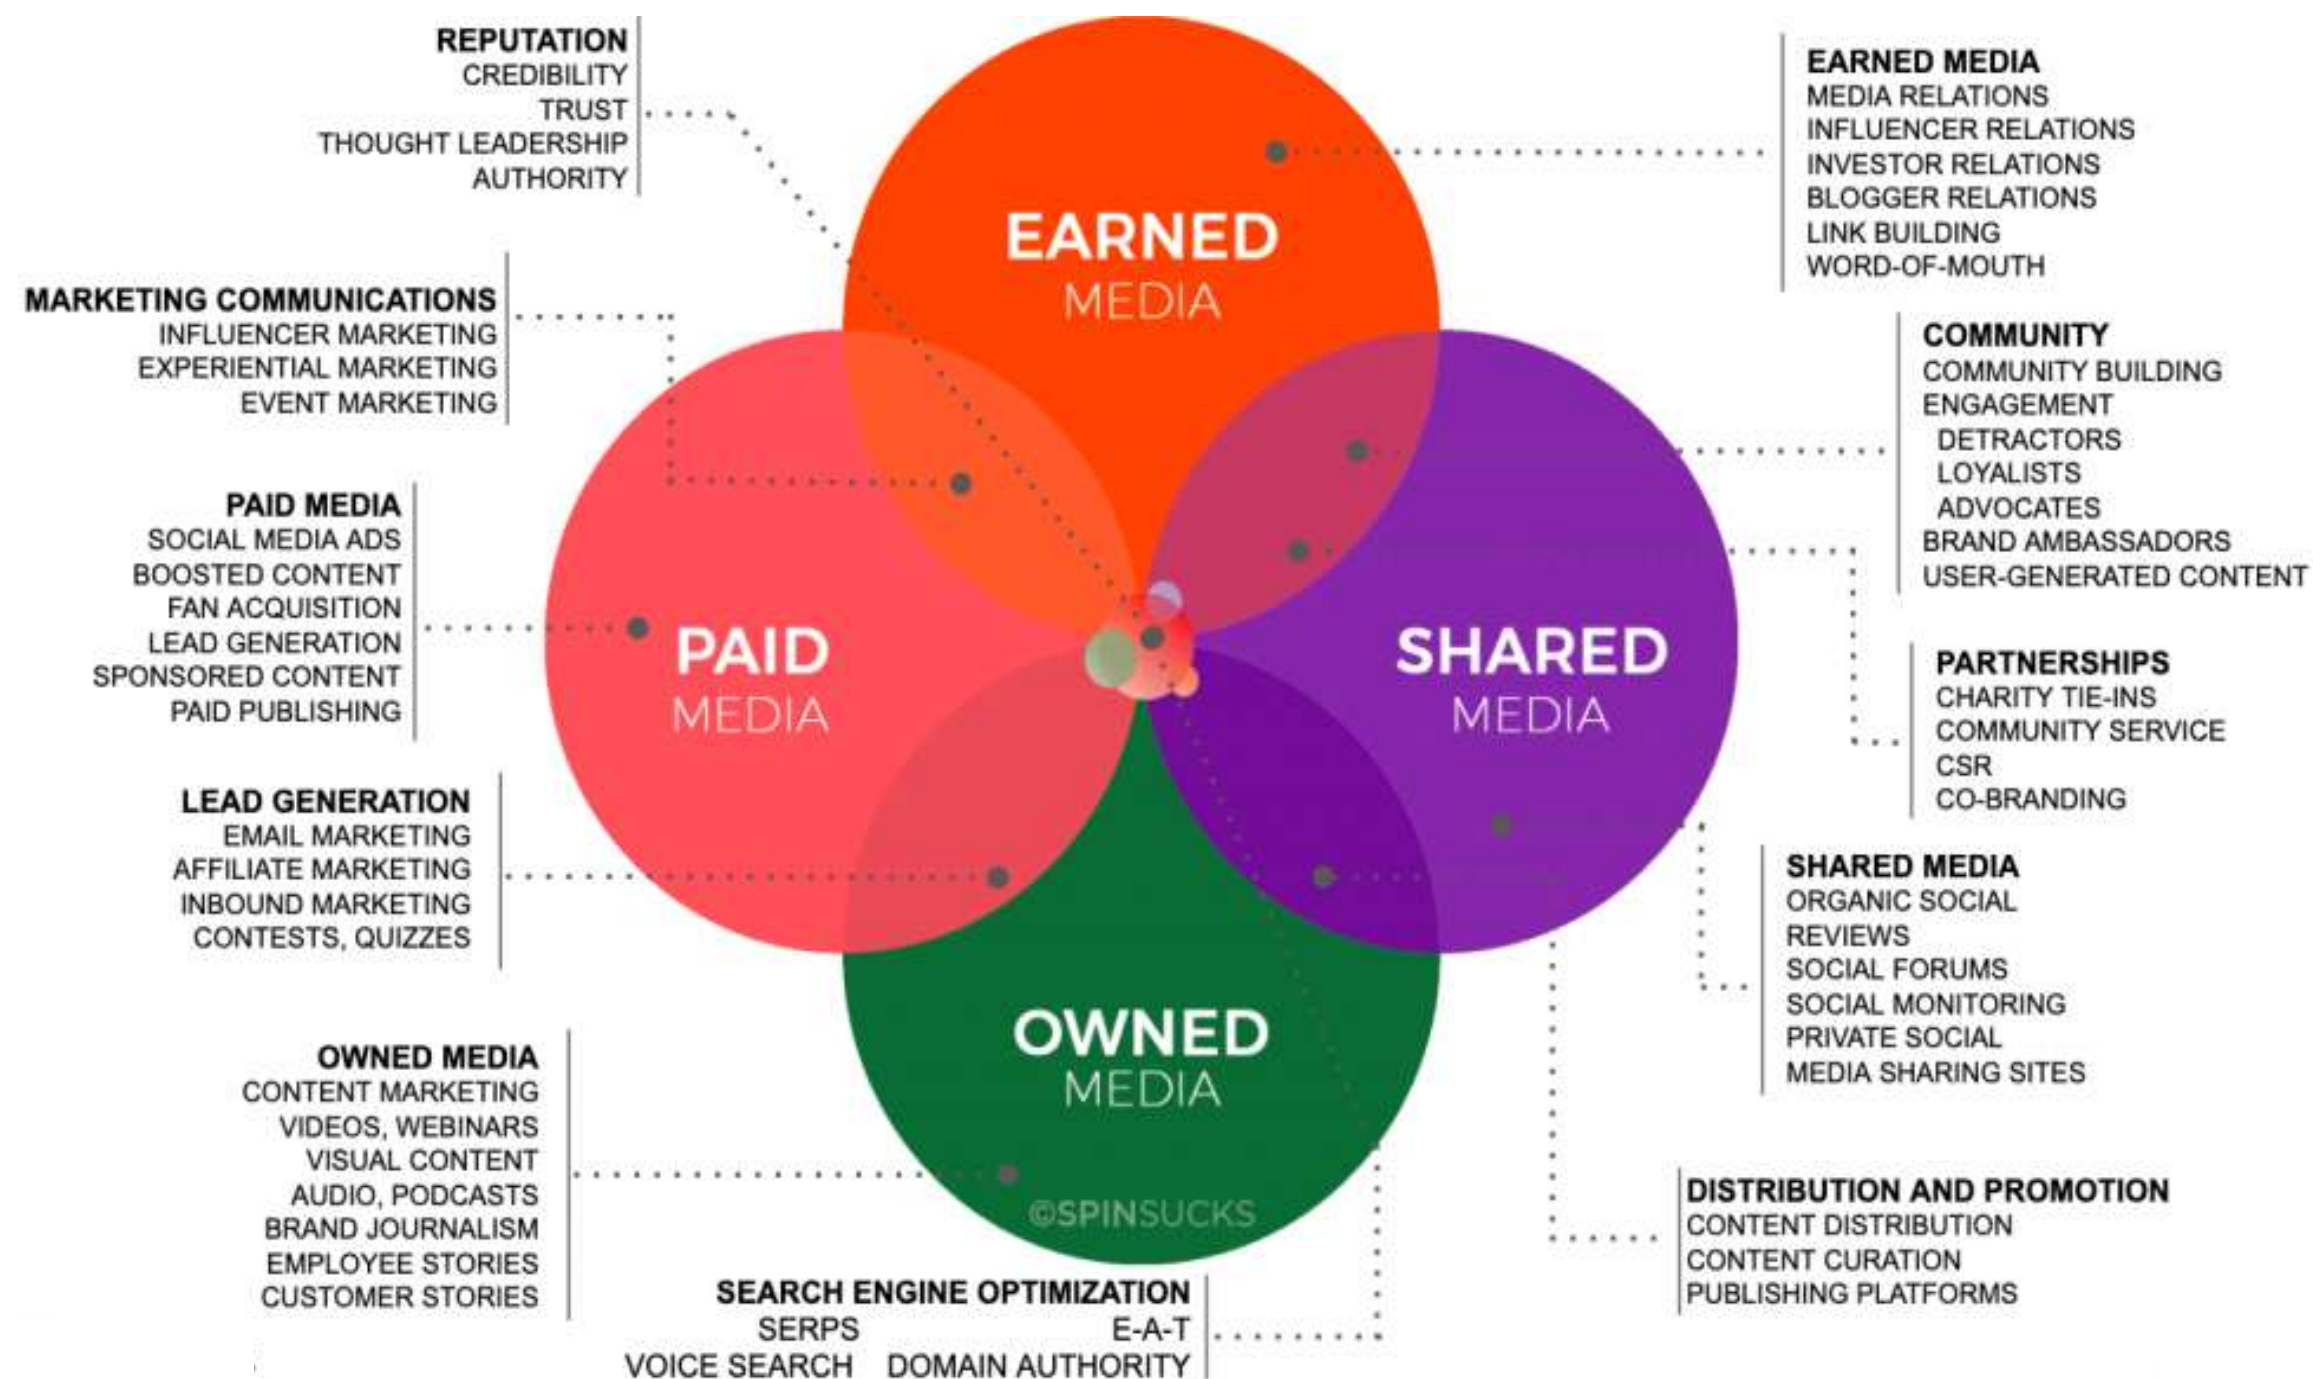 REPUTATION
CREDIBILITY
TRUST
THOUGHT LEADERSHIP
AUTHORITY
MARKETING COMMUNICATIONS
INFLUENCER MARKETING
EXPERIENTIAL MARKETING
EVENT MARKETING
PAID MEDIA
SOCIAL MEDIA ADS
BOOSTED CONTENT
FAN ACQUISITION
LEAD GENERATION
SPONSORED CONTENT
PAID PUBLISHING
LEAD GENERATION
EMAIL MARKETING
AFFILIATE MARKETING
INBOUND MARKETING
CONTESTS, QUIZZES
OWNED MEDIA
CONTENT MARKETING
VIDEOS, WEBINARS
VISUAL CONTENT
AUDIO, PODCASTS
BRAND JOURNALISM
EMPLOYEE STORIES
CUSTOMER STORIES
EARNED
MEDIA
PAID
MEDIA
SHARED
MEDIA
OWNED
MEDIA
©SPINSUCKS
SEARCH ENGINE OPTIMIZATION
SERPS E-A-T
VOICE SEARCH DOMAIN AUTHORITY
EARNED MEDIA
MEDIA RELATIONS
INFLUENCER RELATIONS
INVESTOR RELATIONS
BLOGGER RELATIONS
LINK BUILDING
WORD-OF-MOUTH
COMMUNITY
COMMUNITY BUILDING
ENGAGEMENT
DETRACTORS
LOYALISTS
ADVOCATES
BRAND AMBASSADORS
USER-GENERATED CONTENT
PARTNERSHIPS
CHARITY TIE-INS
COMMUNITY SERVICE
CSR
CO-BRANDING
SHARED MEDIA
ORGANIC SOCIAL
REVIEWS
SOCIAL FORUMS
SOCIAL MONITORING
PRIVATE SOCIAL
MEDIA SHARING SITES
DISTRIBUTION AND PROMOTION
CONTENT DISTRIBUTION
CONTENT CURATION
PUBLISHING PLATFORMS